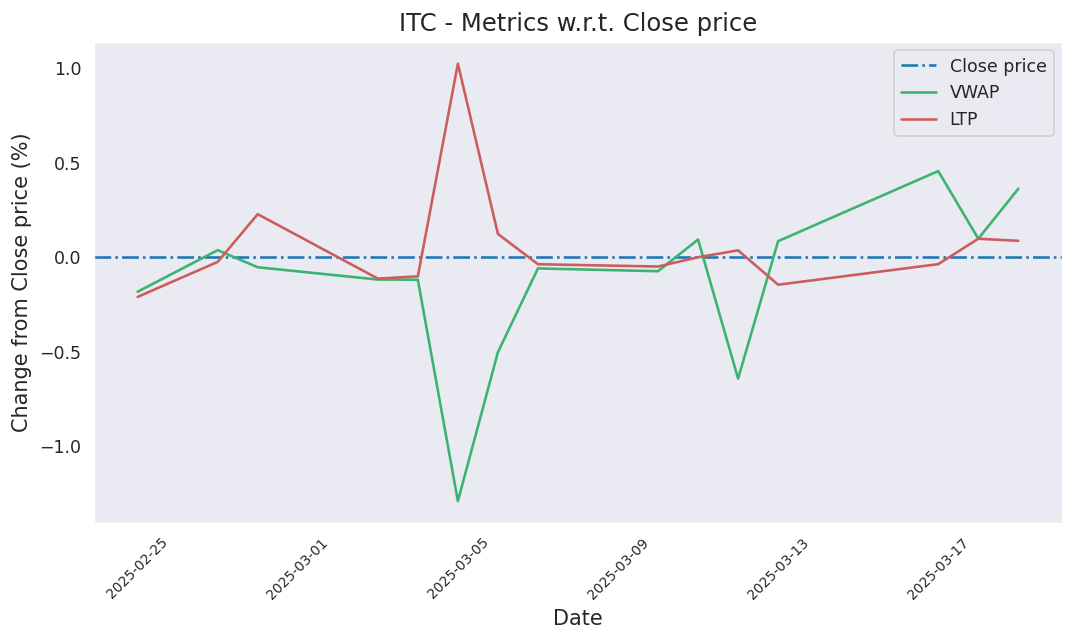 ITC - Metrics w.r.t. Close price
Close price
VWAP
LTP
Change from Close price (%)
1.0
0.5
0.0
−0.5
−1.0
2025-02-25
2025-03-01
2025-03-05
2025-03-09
2025-03-13
2025-03-17
Date